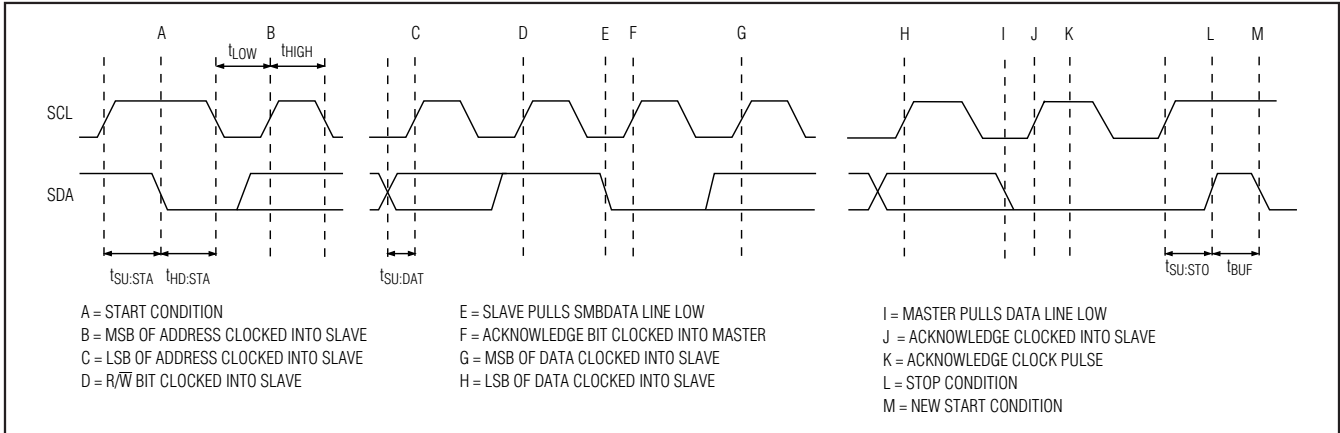 A B C D E F G H I J K L M
tLOW tHIGH
SCL
SDA
tSU:STA tHD:STA tSU:DAT tSU:STO tBUF
A = START CONDITION
B = MSB OF ADDRESS CLOCKED INTO SLAVE
C = LSB OF ADDRESS CLOCKED INTO SLAVE
D = R/W̅ BIT CLOCKED INTO SLAVE
E = SLAVE PULLS SMBDATA LINE LOW
F = ACKNOWLEDGE BIT CLOCKED INTO MASTER
G = MSB OF DATA CLOCKED INTO SLAVE
H = LSB OF DATA CLOCKED INTO SLAVE
I = MASTER PULLS DATA LINE LOW
J = ACKNOWLEDGE CLOCKED INTO SLAVE
K = ACKNOWLEDGE CLOCK PULSE
L = STOP CONDITION
M = NEW START CONDITION